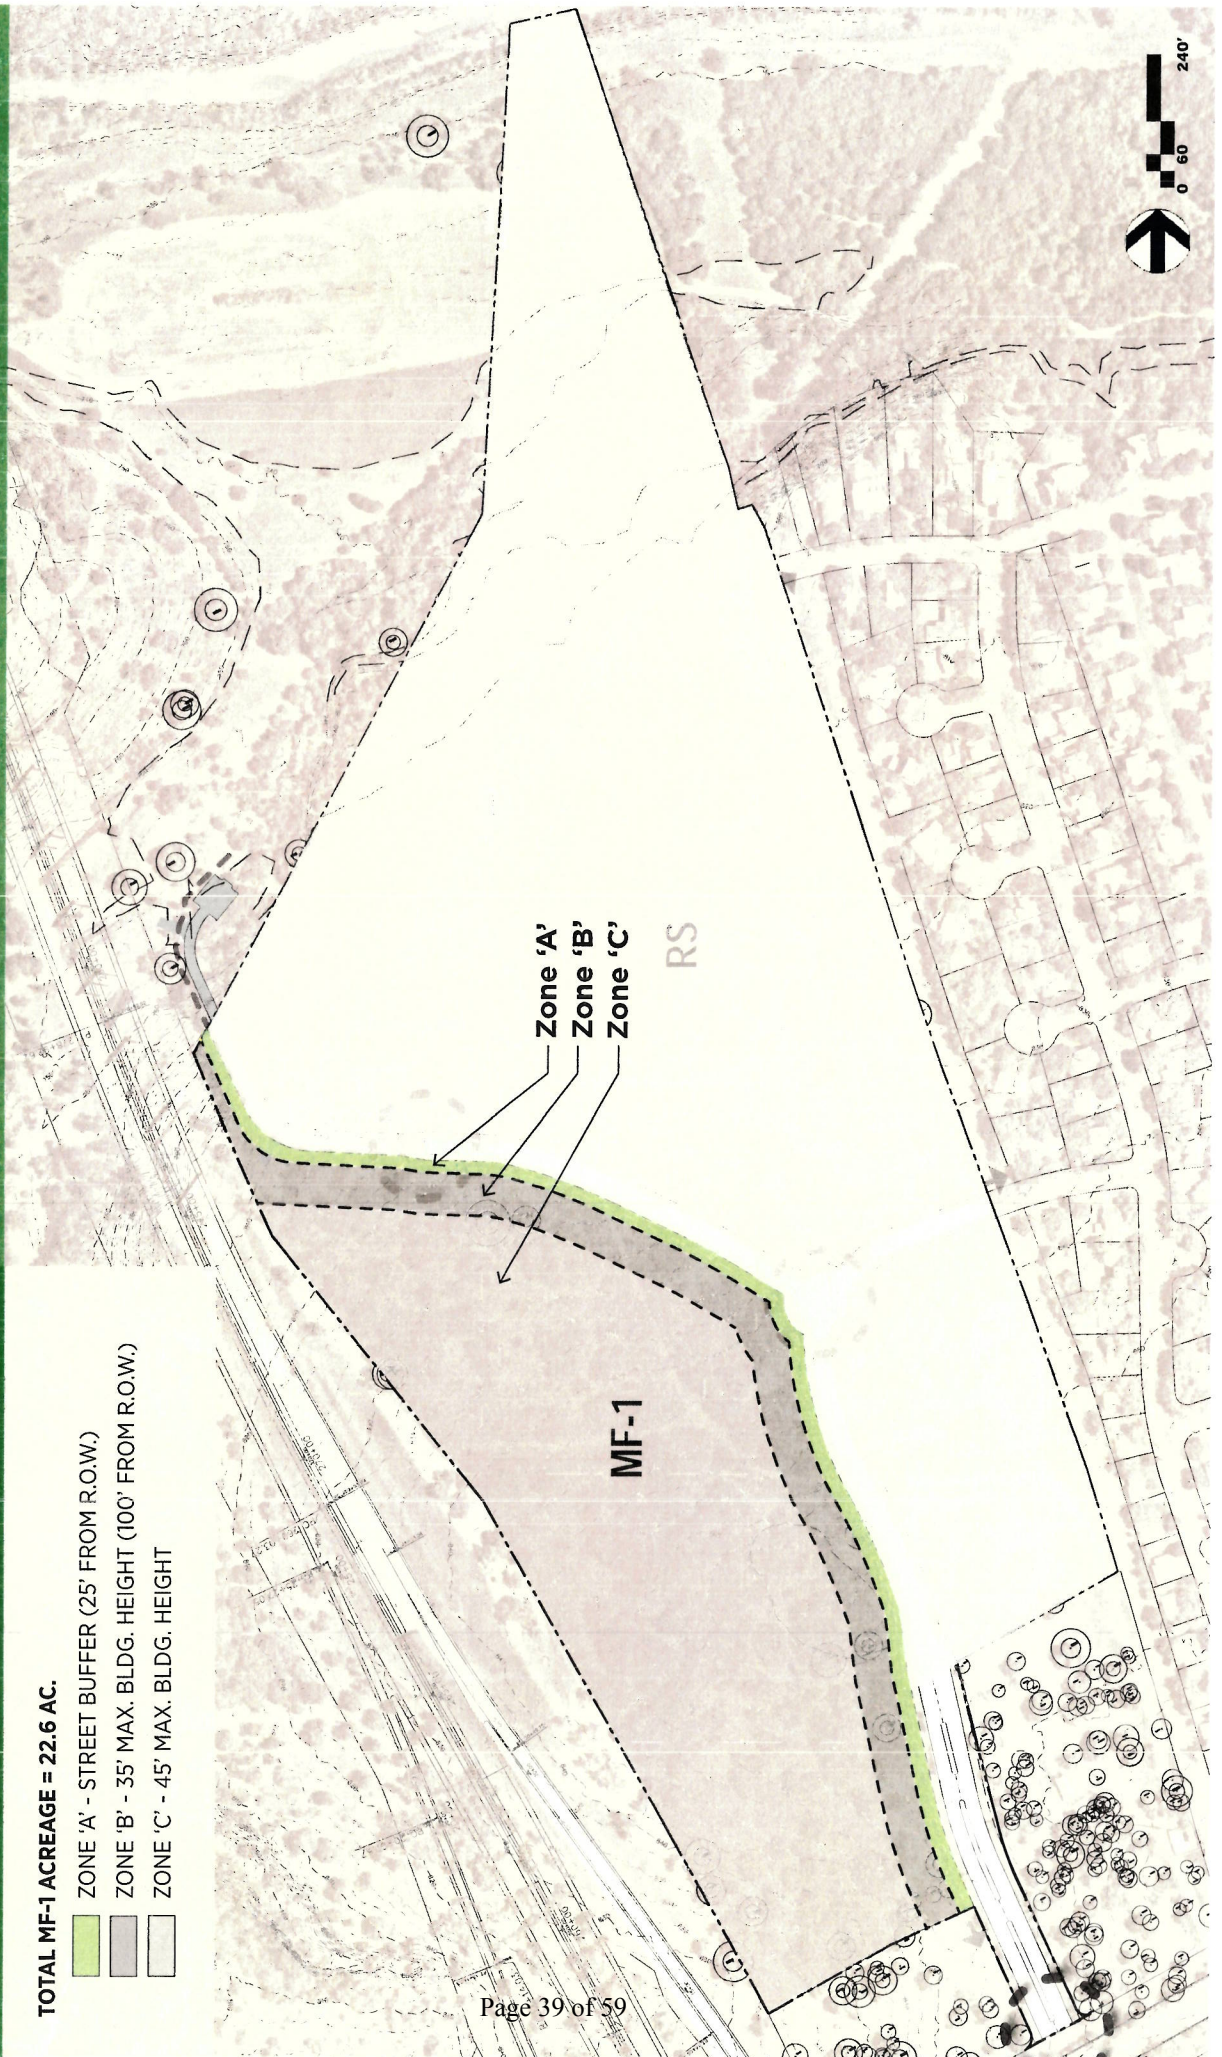 TOTAL MF-1 ACREAGE = 22.6 AC.
ZONE 'A' - STREET BUFFER (25' FROM R.O.W.)
ZONE 'B' - 35' MAX. BLDG. HEIGHT (100' FROM R.O.W.)
ZONE 'C' - 45' MAX. BLDG. HEIGHT
Zone ‘A’
Zone ‘B’
Zone ‘C’
RS
MF-1
0 60 240'
Page 39 of 59